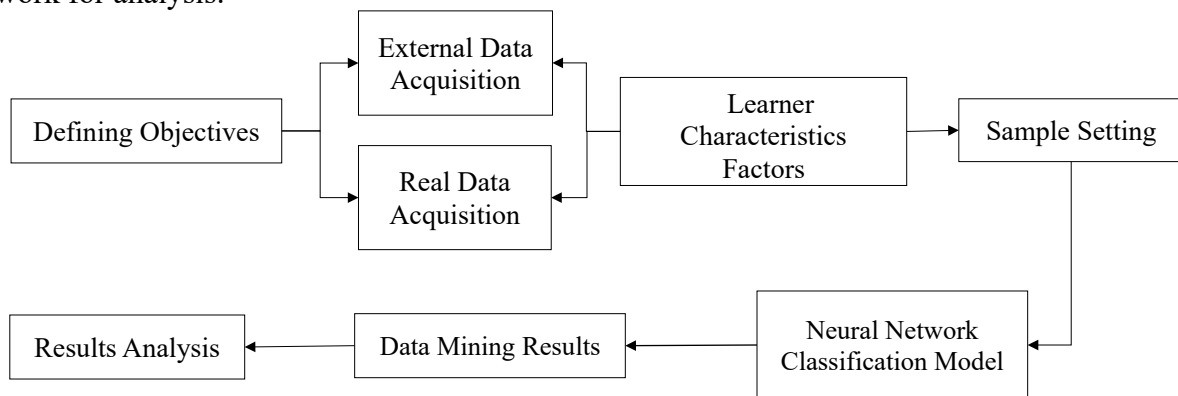 work for analysis.
External Data
Acquisition
Defining Objectives
Real Data
Acquisition
Learner
Characteristics
Factors
Sample Setting
Neural Network
Classification Model
Data Mining Results
Results Analysis